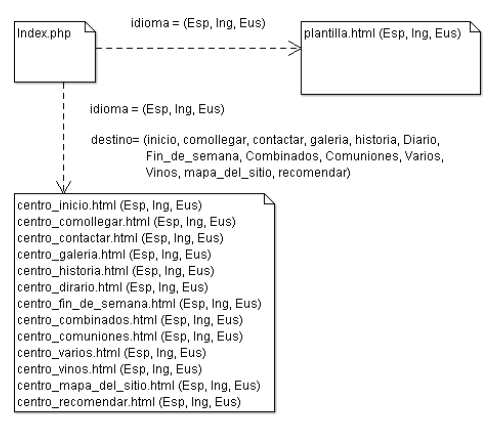 idioma = (Esp, Ing, Eus)
Index.php
plantilla.html (Esp, Ing, Eus)
idioma = (Esp, Ing, Eus)
destino= (inicio, comollegar, contactar, galeria, historia, Diario,
Fin_de_semana, Combinados, Comuniones, Varios,
Vinos, mapa_del_sitio, recomendar)
centro_inicio.html (Esp, Ing, Eus)
centro_comollegar.html (Esp, Ing, Eus)
centro_contactar.html (Esp, Ing, Eus)
centro_galeria.html (Esp, Ing, Eus)
centro_historia.html (Esp, Ing, Eus)
centro_dirario.html (Esp, Ing, Eus)
centro_fin_de_semana.html (Esp, Ing, Eus)
centro_combinados.html (Esp, Ing, Eus)
centro_comuniones.html (Esp, Ing, Eus)
centro_varios.html (Esp, Ing, Eus)
centro_vinos.html (Esp, Ing, Eus)
centro_mapa_del_sitio.html (Esp, Ing, Eus)
centro_recomendar.html (Esp, Ing, Eus)